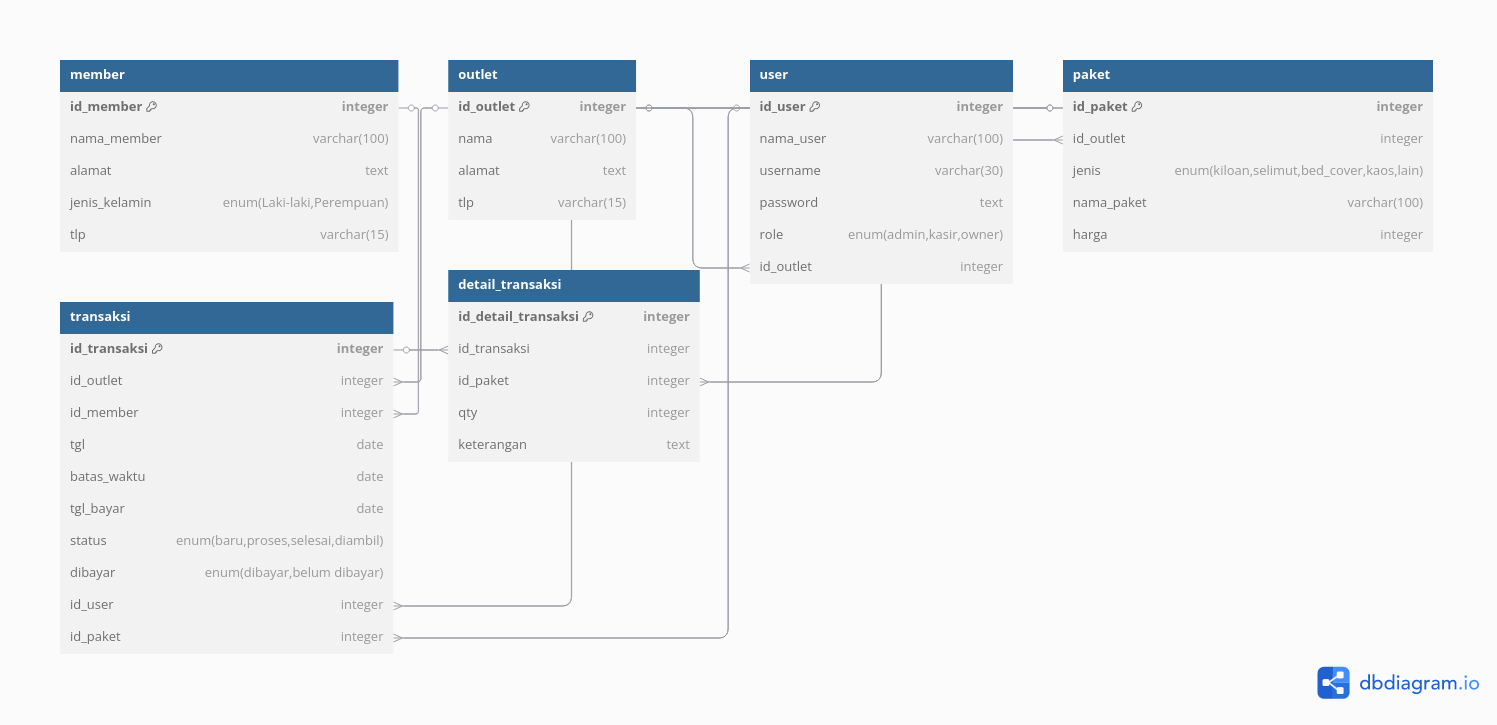 member
id_member integer
nama_member varchar(100)
alamat text
jenis_kelamin enum(Laki-laki,Perempuan)
tlp varchar(15)
outlet
id_outlet integer
nama varchar(100)
alamat text
tlp varchar(15)
user
id_user integer
nama_user varchar(100)
username varchar(30)
password text
role enum(admin,kasir,owner)
id_outlet integer
paket
id_paket integer
id_outlet integer
jenis enum(kiloan,selimut,bed_cover,kaos,lain)
nama_paket varchar(100)
harga integer
transaksi
id_transaksi integer
id_outlet integer
id_member integer
tgl date
batas_waktu date
tgl_bayar date
status enum(baru,proses,selesai,diambil)
dibayar enum(dibayar,belum dibayar)
id_user integer
id_paket integer
detail_transaksi
id_detail_transaksi integer
id_transaksi integer
id_paket integer
qty integer
keterangan text
dbdiagram.io